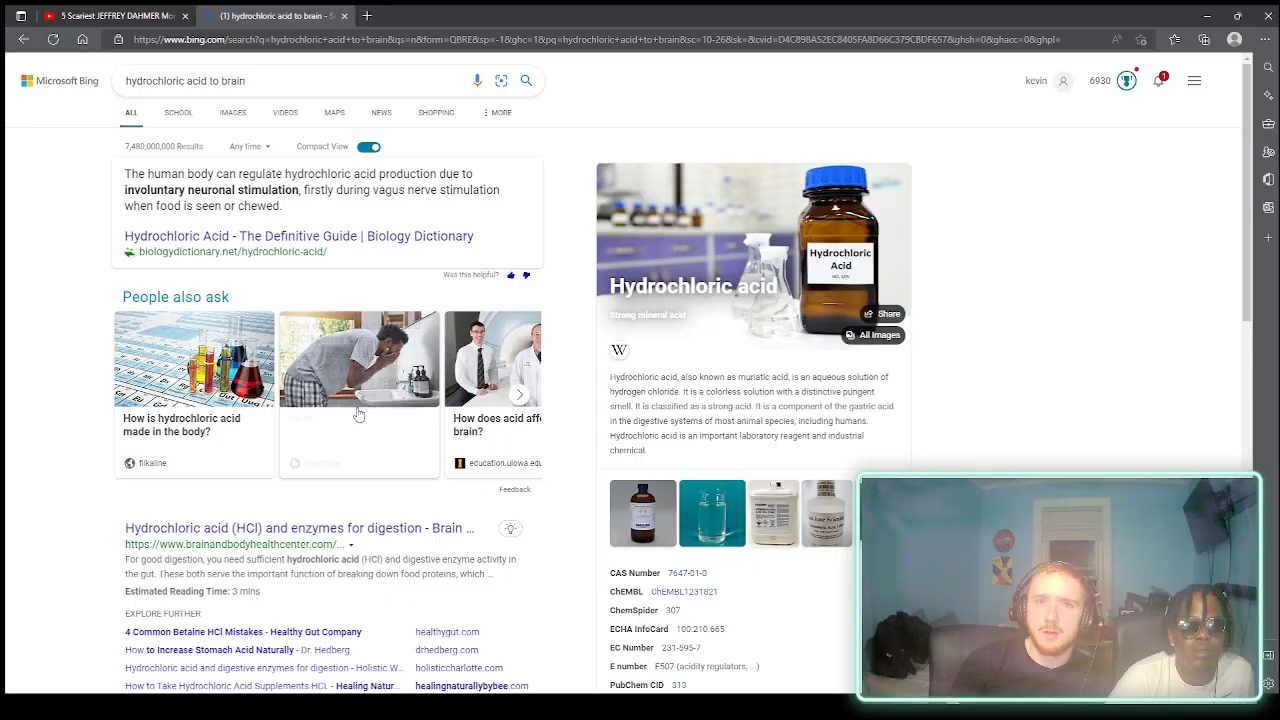 5 Scariest JEFFREY DAHMER Mo
(1) hydrochloric acid to brain - S
https://www.bing.com/search?q=hydrochloric+acid+to+brain&qs=n&form=QBRE&sp=-1&ghc=1&pq=hydrochloric+acid+to+brain&sc=10-26&sk=&cvid=D4C898A52EC8405FA8D66C379CBDF657&ghsh=0&ghacc=0&ghpl=
Microsoft Bing
hydrochloric acid to brain
kevin
6930
1
ALL
SCHOOL
IMAGES
VIDEOS
MAPS
NEWS
SHOPPING
MORE
7,480,000,000 Results
Any time
Compact View
The human body can regulate hydrochloric acid production due to
involuntary neuronal stimulation, firstly during vagus nerve stimulation
when food is seen or chewed.
Hydrochloric Acid - The Definitive Guide | Biology Dictionary
biologydictionary.net/hydrochloric-acid/
Was this helpful?
People also ask
How is hydrochloric acid
made in the body?
filkaline
How does acid affe
brain?
education.uiowa.edu
Feedback
Hydrochloric acid (HCl) and enzymes for digestion - Brain ...
https://www.brainandbodyhealthcenter.com/...
For good digestion, you need sufficient hydrochloric acid (HCl) and digestive enzyme activity in
the gut. These both serve the important function of breaking down food proteins, which ...
Estimated Reading Time: 3 mins
EXPLORE FURTHER
4 Common Betaine HCl Mistakes - Healthy Gut Company
healthygut.com
How to Increase Stomach Acid Naturally - Dr. Hedberg
drhedberg.com
Hydrochloric acid and digestive enzymes for digestion - Holistic W...
holisticcharlotte.com
How to Take Hydrochloric Acid Supplements HCL - Healing Natur...
healingnaturallybybee.com
Hydrochloric
Acid
HCl, 32%
Hydrochloric acid
Strong mineral acid
Share
All Images
W
Hydrochloric acid, also known as muriatic acid, is an aqueous solution of
hydrogen chloride. It is a colorless solution with a distinctive pungent
smell. It is classified as a strong acid. It is a component of the gastric acid
in the digestive systems of most animal species, including humans.
Hydrochloric acid is an important laboratory reagent and industrial
chemical.
CAS Number 7647-01-0
ChEMBL ChEMBL1231821
ChemSpider 307
ECHA InfoCard 100.210.665
EC Number 231-595-7
E number E507 (acidity regulators, ...)
PubChem CID 313